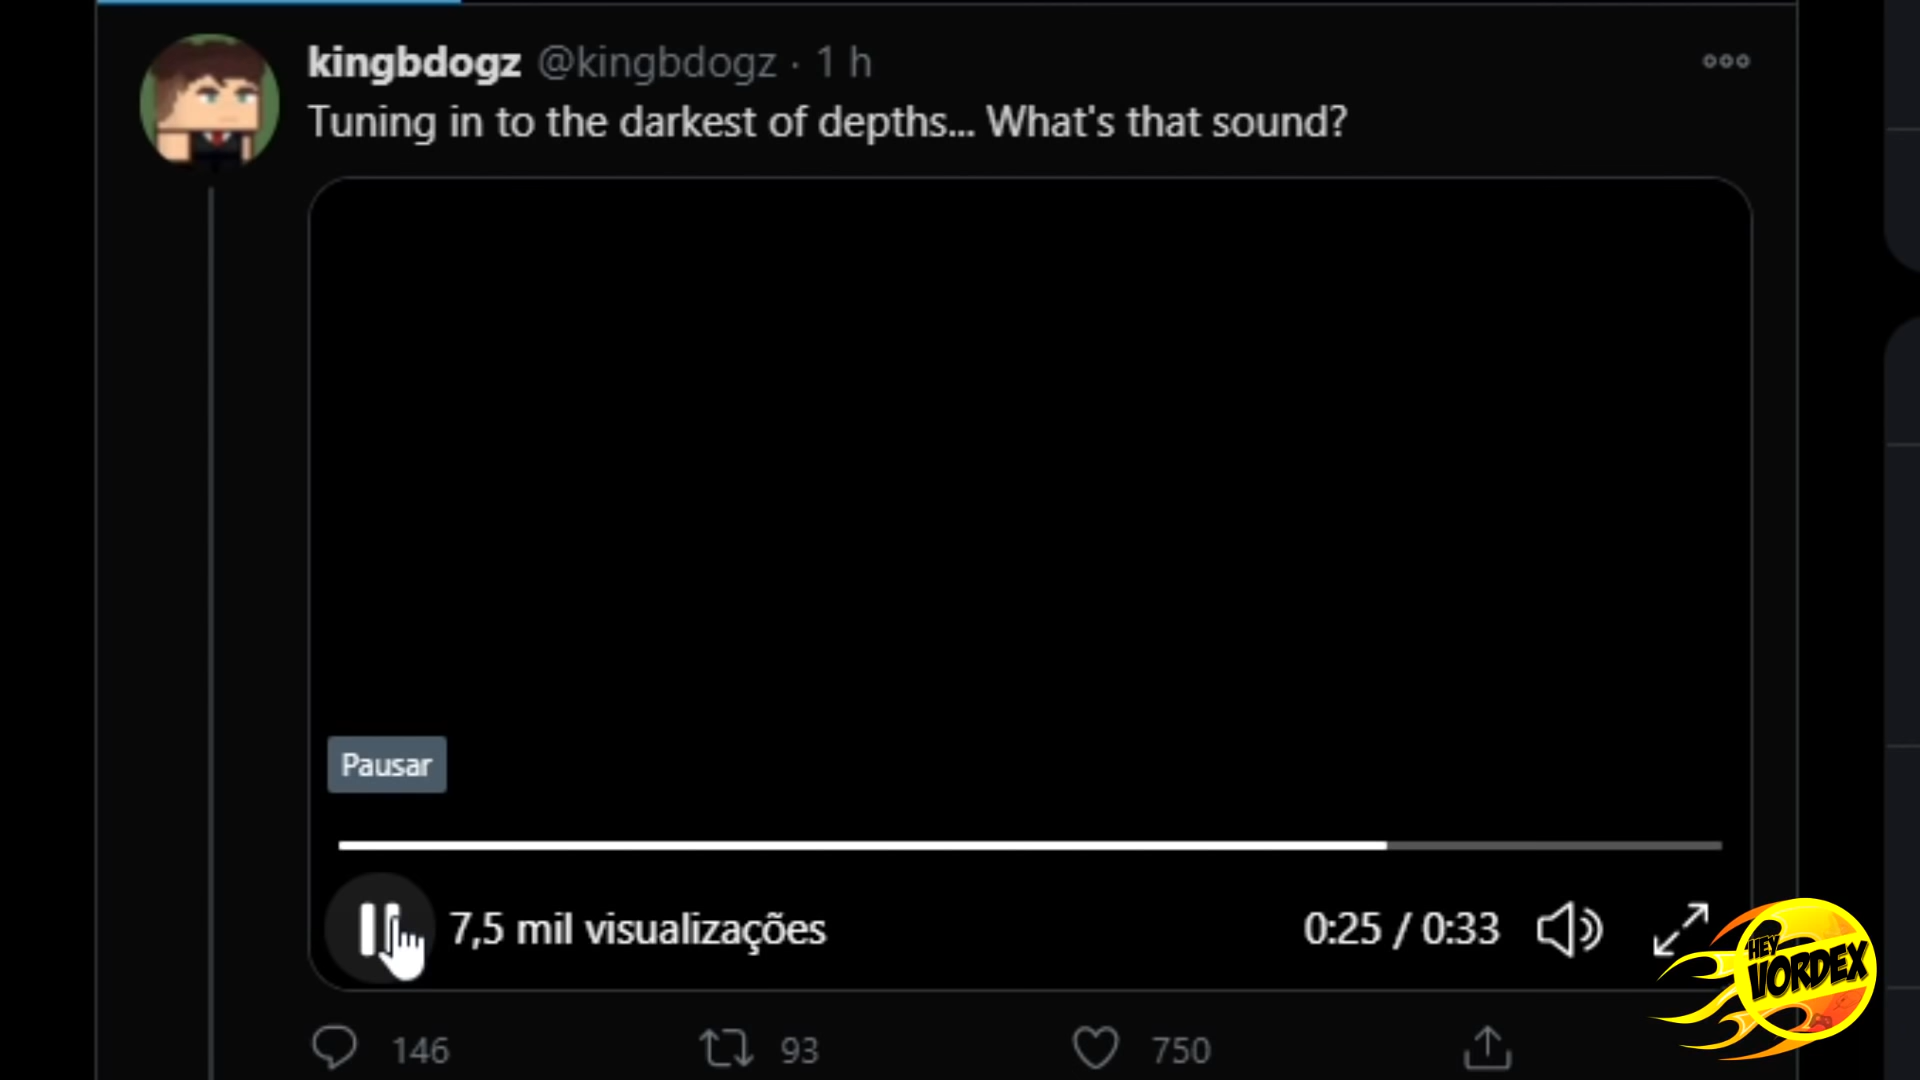 kingbdogz @kingbdogz · 1 h
Tuning in to the darkest of depths... What's that sound?
Pausar
7,5 mil visualizações
0:25 / 0:33
146
93
750
HEY
VORDEX